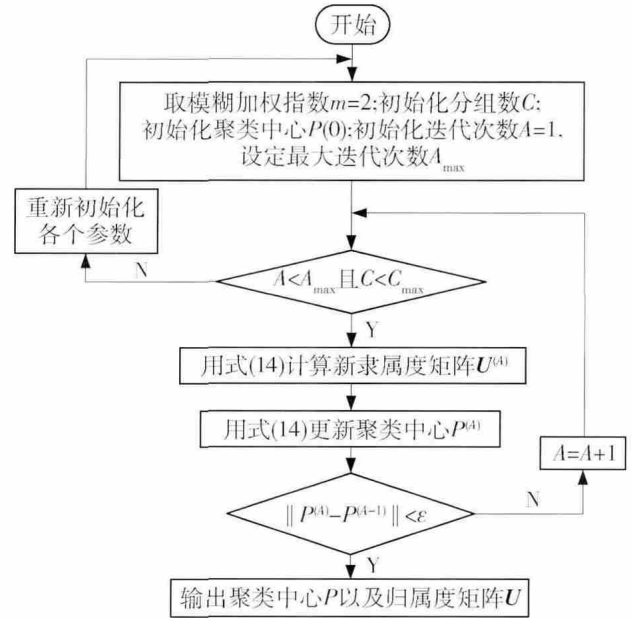 开始
取模糊加权指数m=2;初始化分组数C;
初始化聚类中心P(0);初始化迭代次数A=1.
设定最大迭代次数Amax
重新初始化
各个参数
N
A<Amax且C<Cmax
Y
用式(14)计算新隶属度矩阵U(A)
用式(14)更新聚类中心P(A)
A=A+1
‖P(A)-P(A-1)‖<ε
N
Y
输出聚类中心P以及归属度矩阵U